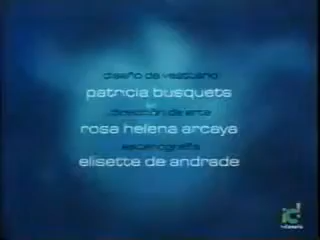 diseño de vestuario
patricia busquets
dirección de arte
rosa helena arcaya
escenografía
elisette de andrade